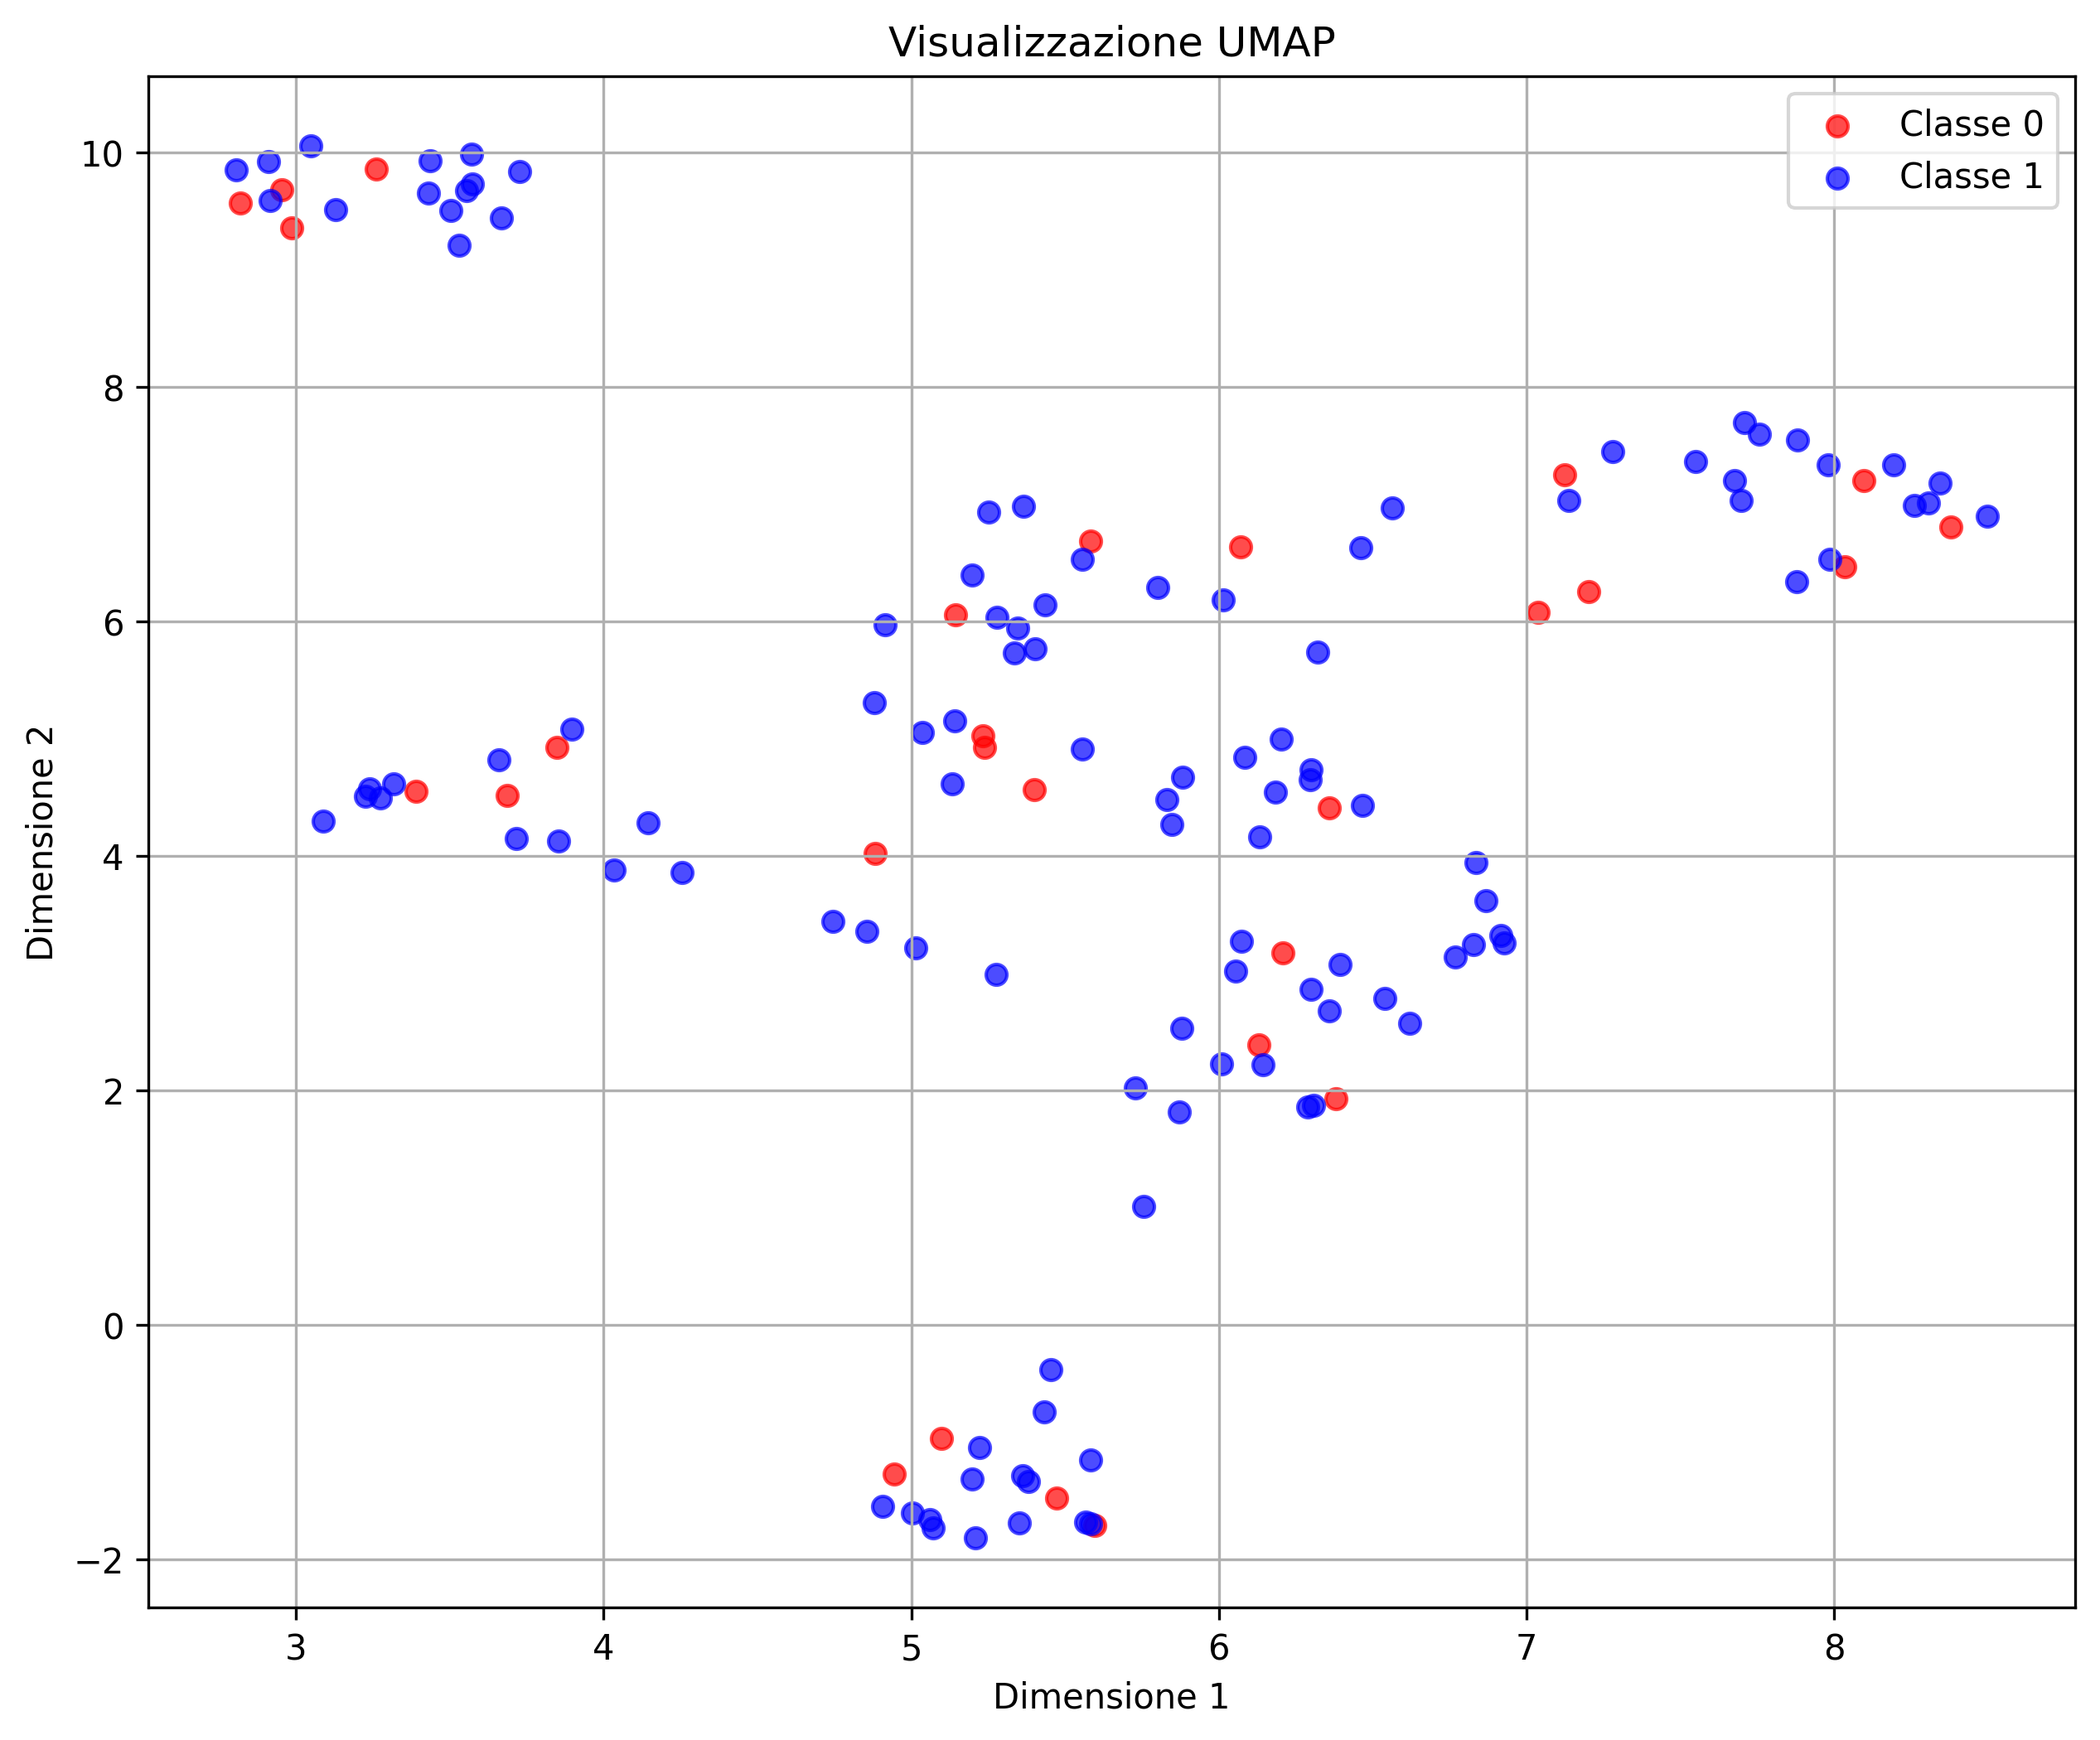 Visualizzazione UMAP
Classe 0
Classe 1
10
8
6
4
2
0
−2
Dimensione 2
3 4 5 6 7 8
Dimensione 1